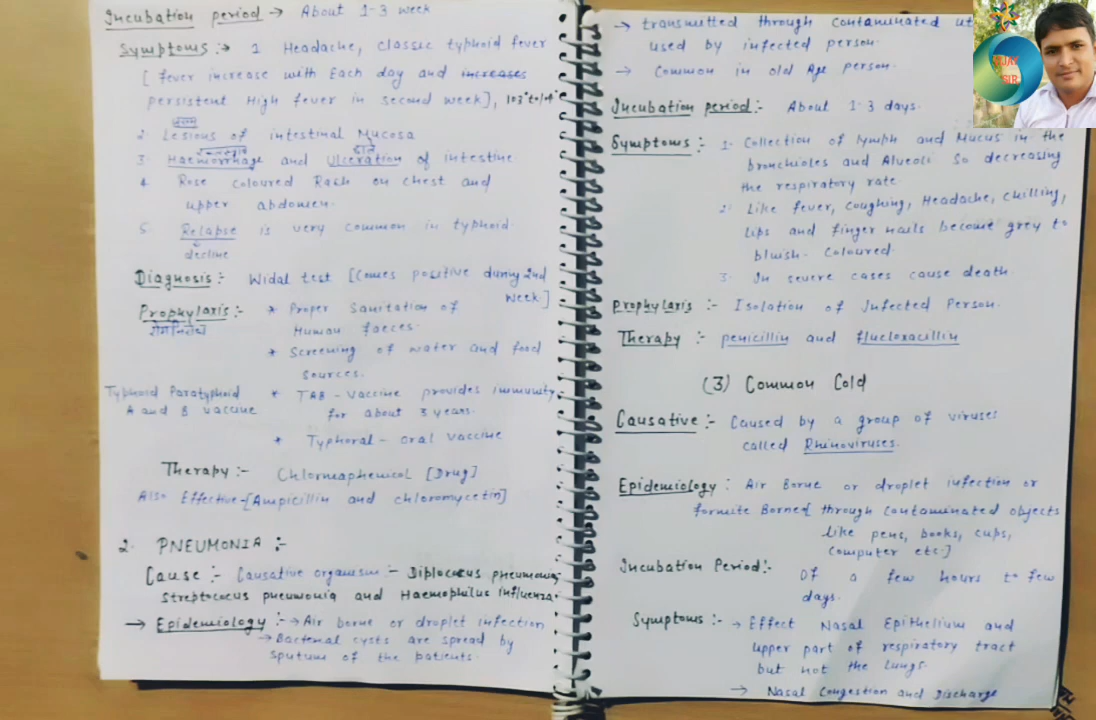 Incubation period → About 1-3 week
Symptoms :→ 1 Headache, classic typhoid fever
[ fever increase with Each day and increases
persistent High fever in second week], 103° to 104°
2. Lesions of intestinal Mucosa
3. Haemorrhage and Ulceration of intestine
4. Rose coloured Rash on chest and
upper abdomen.
5. Relapse is very common in typhoid.
decline
Diagnosis :- Widal test [Comes positive during 2nd
week]
Prophylaxis :- * Proper Sanitation of
रोगनिरोध
Human faeces.
* Screening of water and food
sources.
Typhoid Paratyphoid * TAB - Vaccine provides immunity
A and B vaccine for about 3 years.
* Typhoral - oral vaccine
Therapy :- Chlormaphenicol [Drug]
Also Effective-[Ampicillin and chloromycetin]
2. PNEUMONIA :-
Cause :- Causative organism :- Diplococus pneumonia,
Streptococus pneumonia and Haemophilus influenza.
→ Epidemiology :- → Air borne or droplet infection
→ Bacterial cysts are spread by
sputum of the patients.
→ transmitted through contaminated
used by infected person.
→ Common in old Age person.
Incubation period :- About 1-3 days.
Symptoms :- 1. Collection of lymph and Mucus in the
bronchioles and Alveoli so decreasing
the respiratory rate.
2. Like fever, Coughing, Headache, chilling,
lips and finger nails become grey to
bluish - coloured.
3. In severe cases cause death.
Prophylaxis :- Isolation of Infected Person.
Therapy :- penicillin and flucloxacillin
(3) Common Cold
Causative :- Caused by a group of viruses
called Rhinoviruses.
Epidemiology : Air Borne or droplet infection or
formite Borne[ through contaminated objects
like pens, books, cups,
computer etc.]
Incubation Period :-
Of a few hours to few
days.
Symptoms :- → Effect Nasal Epithelium and
upper part of respiratory tract
but not the lungs.
→ Nasal Congestion and Discharge
SIR